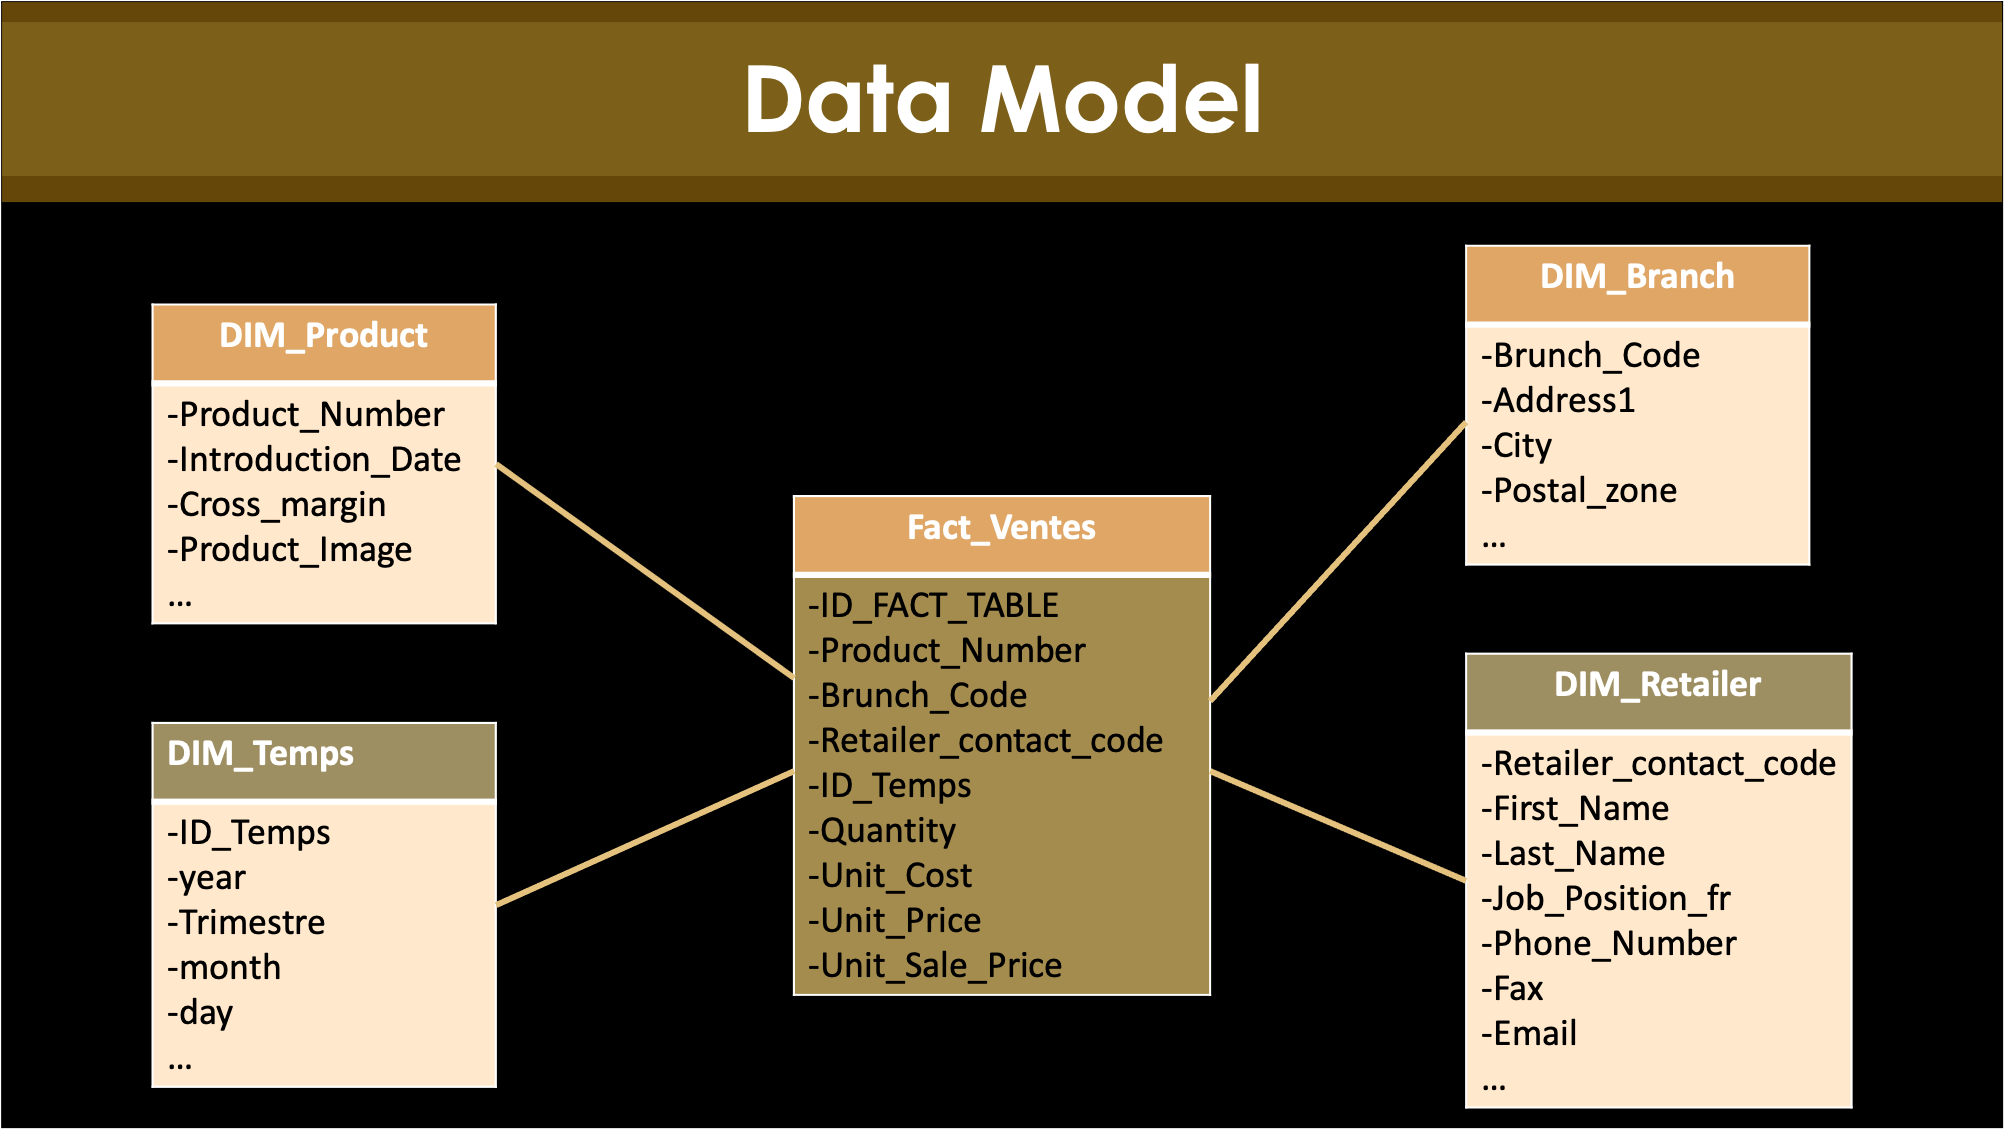 Data Model
DIM_Product
-Product_Number
-Introduction_Date
-Cross_margin
-Product_Image
...
DIM_Temps
-ID_Temps
-year
-Trimestre
-month
-day
...
Fact_Ventes
-ID_FACT_TABLE
-Product_Number
-Brunch_Code
-Retailer_contact_code
-ID_Temps
-Quantity
-Unit_Cost
-Unit_Price
-Unit_Sale_Price
DIM_Branch
-Brunch_Code
-Address1
-City
-Postal_zone
...
DIM_Retailer
-Retailer_contact_code
-First_Name
-Last_Name
-Job_Position_fr
-Phone_Number
-Fax
-Email
...